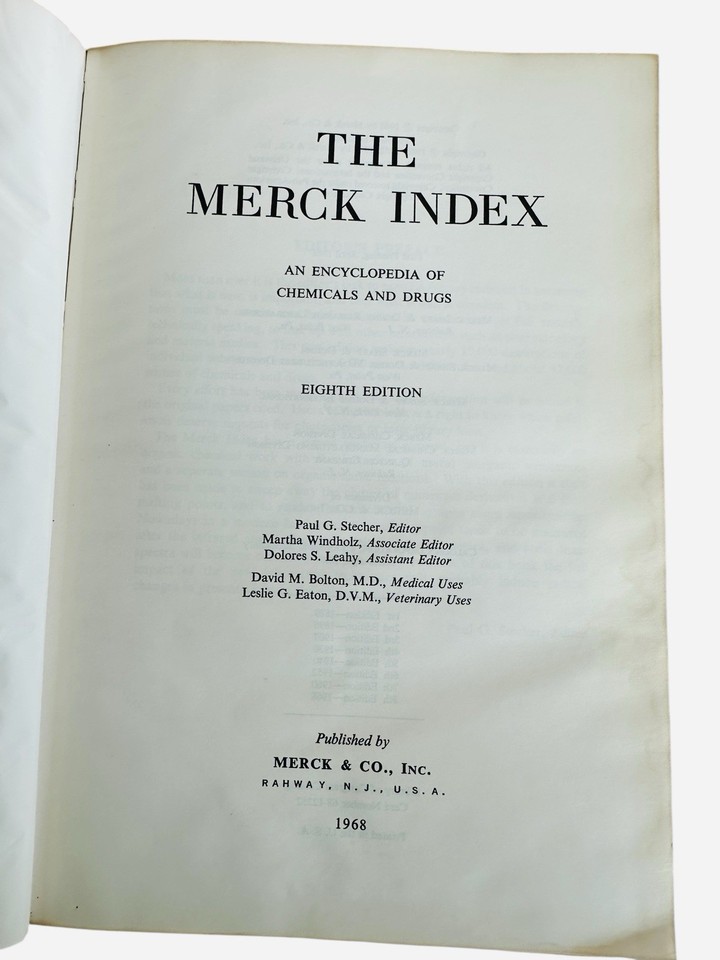 THE
MERCK INDEX
AN ENCYCLOPEDIA OF
CHEMICALS AND DRUGS
EIGHTH EDITION
Paul G. Stecher, Editor
Martha Windholz, Associate Editor
Dolores S. Leahy, Assistant Editor
David M. Bolton, M.D., Medical Uses
Leslie G. Eaton, D.V.M., Veterinary Uses
Published by
MERCK & CO., INC.
RAHWAY, N.J., U.S.A.
1968